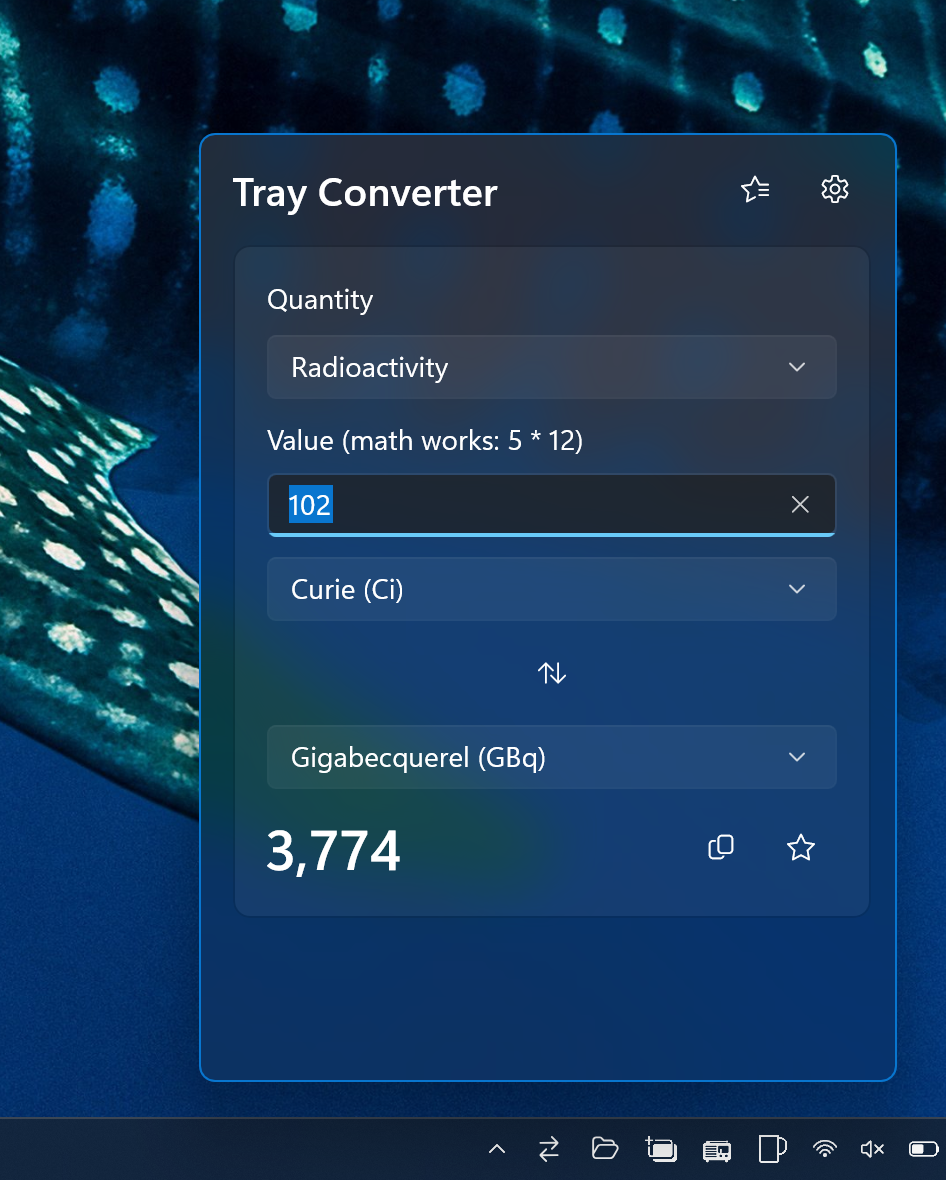 Tray Converter
Quantity
Radioactivity
Value (math works: 5 * 12)
102
Curie (Ci)
Gigabecquerel (GBq)
3,774